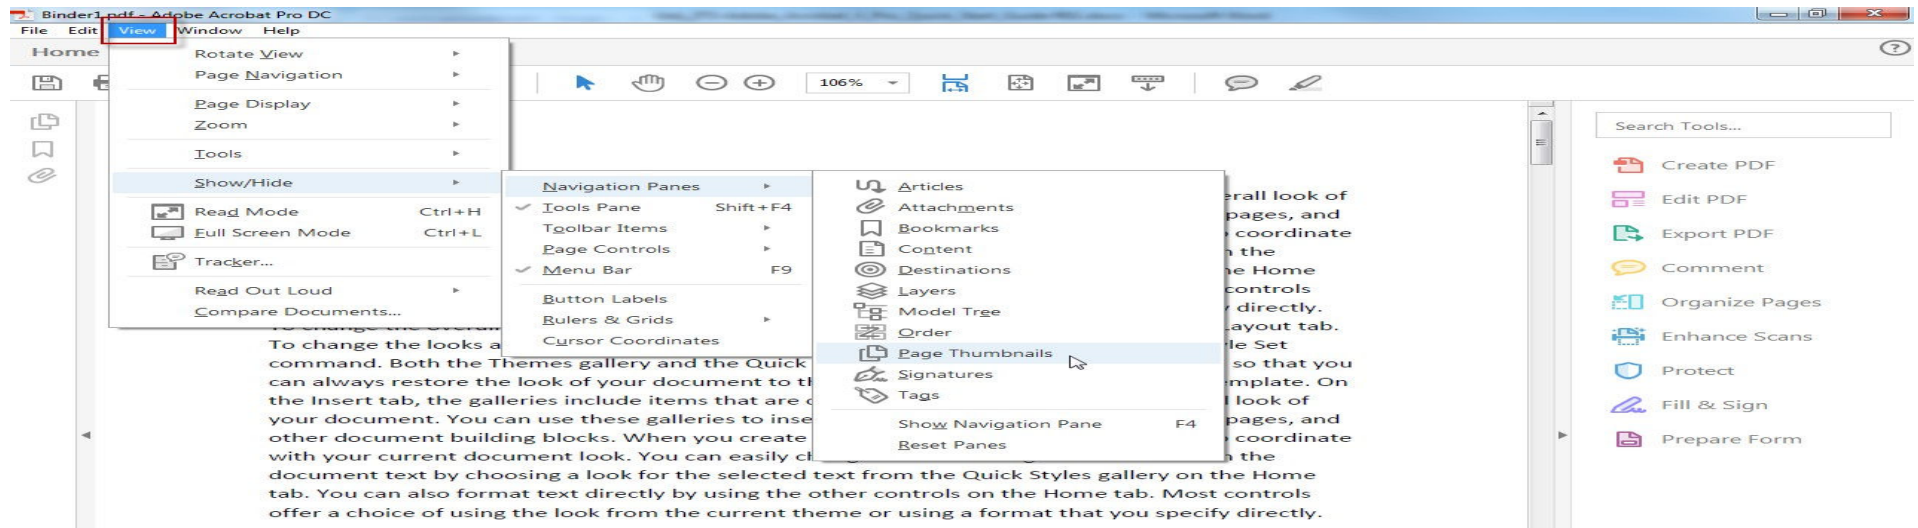 Binder1.pdf - Adobe Acrobat Pro DC
File Edit View Window Help
Home
Rotate View
Page Navigation
Page Display
Zoom
Tools
Show/Hide
Read Mode Ctrl+H
Full Screen Mode Ctrl+L
Tracker...
Read Out Loud
Compare Documents...
106%
Navigation Panes
Tools Pane Shift+F4
Toolbar Items
Page Controls
Menu Bar F9
Button Labels
Rulers & Grids
Cursor Coordinates
Articles
Attachments
Bookmarks
Content
Destinations
Layers
Model Tree
Order
Page Thumbnails
Signatures
Tags
Show Navigation Pane F4
Reset Panes
look of
pages, and
coordinate
the
Home
controls
directly.
tab.
Set
so that you
On
look of
pages, and
coordinate
the
To change the looks
command. Both the Themes gallery and the Quick
can always restore the look of your document to
the Insert tab, the galleries include items that are
your document. You can use these galleries to
other document building blocks. When you create
with your current document look. You can easily
document text by choosing a look for the selected text from the Quick Styles gallery on the Home
tab. You can also format text directly by using the other controls on the Home tab. Most controls
offer a choice of using the look from the current theme or using a format that you specify directly.
Search Tools...
Create PDF
Edit PDF
Export PDF
Comment
Organize Pages
Enhance Scans
Protect
Fill & Sign
Prepare Form